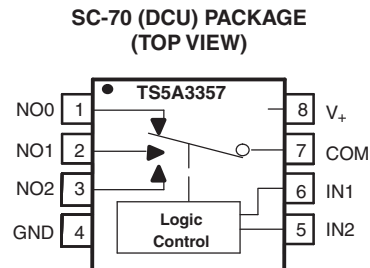 SC-70 (DCU) PACKAGE
(TOP VIEW)
TS5A3357
NO0 1
8 V+
NO1 2
7 COM
NO2 3
6 IN1
GND 4
5 IN2
Logic
Control